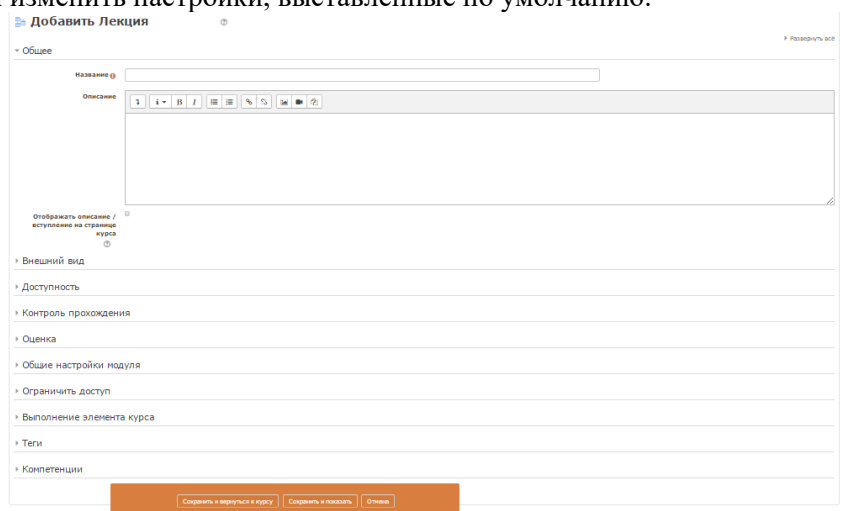 изменить настройки, выставленные по умолчанию.
Добавить Лекция
Развернуть всё
Общее
Название
Описание
B I
Отображать описание /
вступление на странице
курса
Внешний вид
Доступность
Контроль прохождения
Оценка
Общие настройки модуля
Ограничить доступ
Выполнение элемента курса
Теги
Компетенции
Сохранить и вернуться к курсу Сохранить и показать Отмена